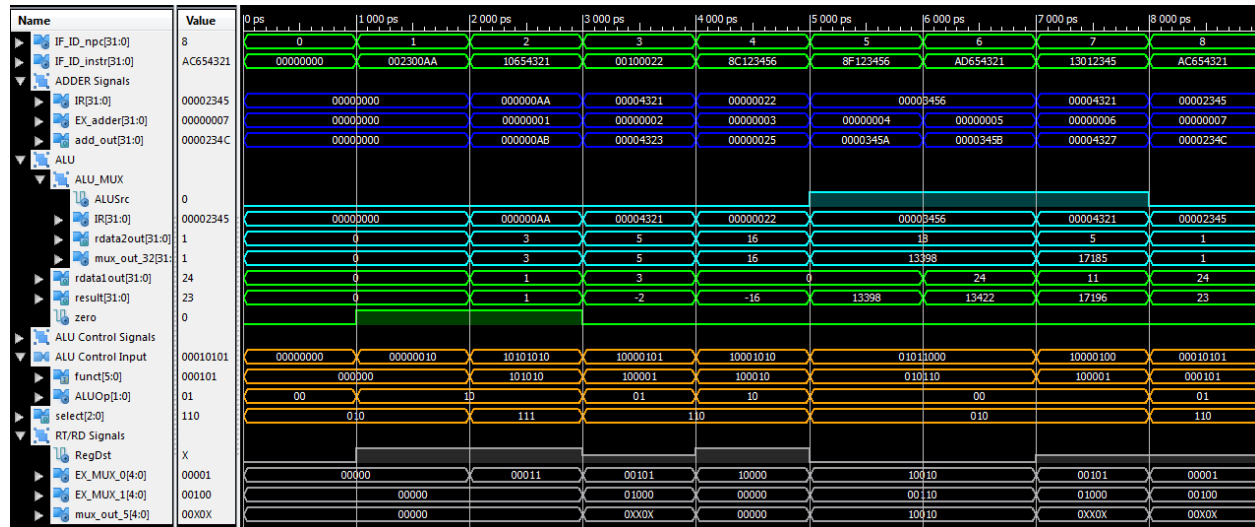 Name Value 0 ps 1 000 ps 2 000 ps 3 000 ps 4 000 ps 5 000 ps 6 000 ps 7 000 ps 8 000 ps
IF_ID_npc[31:0] 8 0 1 2 3 4 5 6 7 8
IF_ID_instr[31:0] AC654321 00000000 002300AA 10654321 00100022 8C123456 8F123456 AD654321 13012345 AC654321
ADDER Signals
IR[31:0] 00002345 00000000 000000AA 00004321 00000022 00003456 00004321 00002345
EX_adder[31:0] 00000007 00000000 00000001 00000002 00000003 00000004 00000005 00000006 00000007
add_out[31:0] 0000234C 00000000 000000AB 00004323 00000025 0000345A 0000345B 00004327 0000234C
ALU
ALU_MUX
ALUSrc 0
IR[31:0] 00002345 00000000 000000AA 00004321 00000022 00003456 00004321 00002345
rdata2out[31:0] 1 0 3 5 16 18 5 1
mux_out_32[31: 1 0 3 5 16 13398 17185 1
rdata1out[31:0] 24 0 1 3 0 24 11 24
result[31:0] 23 0 1 -2 -16 13398 13422 17196 23
zero 0
ALU Control Signals
ALU Control Input 00010101 00000000 00000010 10101010 10000101 10001010 01011000 10000100 00010101
funct[5:0] 000101 000000 101010 100001 100010 010110 100001 000101
ALUOp[1:0] 01 00 10 01 10 00 01
select[2:0] 110 010 111 110 010 110
RT/RD Signals
RegDst X
EX_MUX_0[4:0] 00001 00000 00011 00101 10000 10010 00101 00001
EX_MUX_1[4:0] 00100 00000 01000 00000 00110 01000 00100
mux_out_5[4:0] 00X0X 00000 0XX0X 00000 10010 0XX0X 00X0X